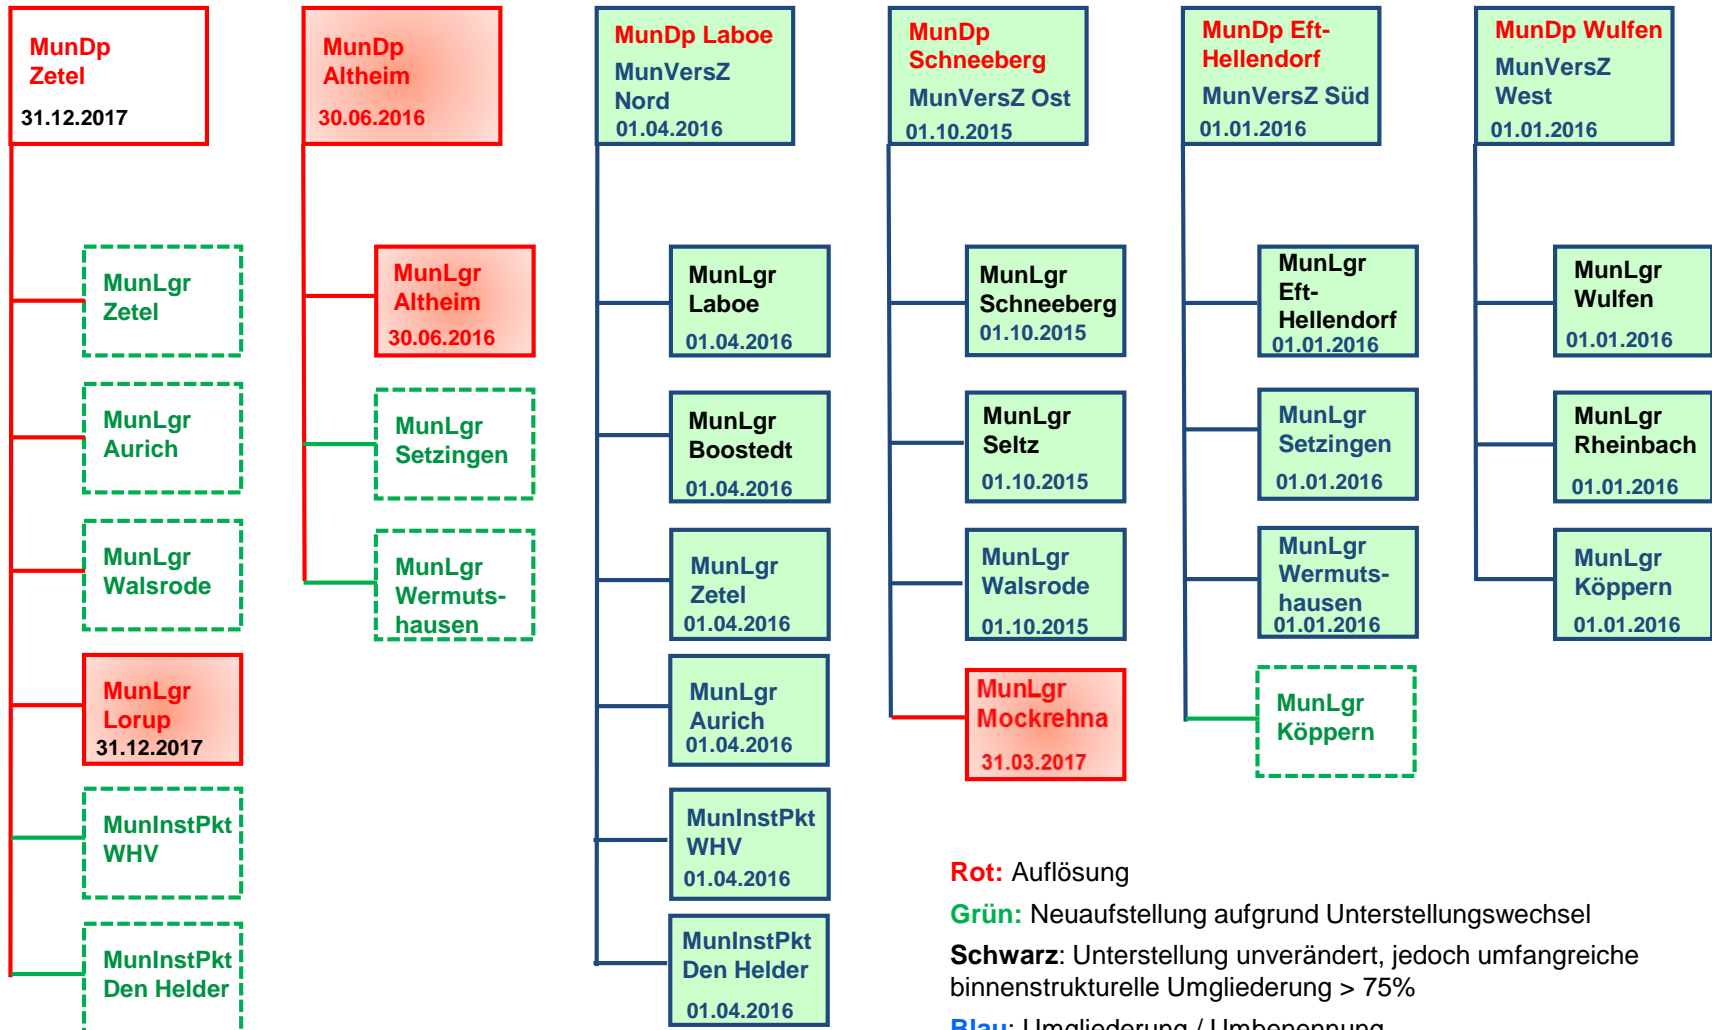 MunDp
Zetel
31.12.2017
MunLgr
Zetel
MunLgr
Aurich
MunLgr
Walsrode
MunLgr
Lorup
31.12.2017
MunInstPkt
WHV
MunInstPkt
Den Helder
MunDp
Altheim
30.06.2016
MunLgr
Altheim
30.06.2016
MunLgr
Setzingen
MunLgr
Wermuts-
hausen
MunDp Laboe
MunVersZ
Nord
01.04.2016
MunLgr
Laboe
01.04.2016
MunLgr
Boostedt
01.04.2016
MunLgr
Zetel
01.04.2016
MunLgr
Aurich
01.04.2016
MunInstPkt
WHV
01.04.2016
MunInstPkt
Den Helder
01.04.2016
MunDp
Schneeberg
MunVersZ Ost
01.10.2015
MunLgr
Schneeberg
01.10.2015
MunLgr
Seltz
01.10.2015
MunLgr
Walsrode
01.10.2015
MunLgr
Mockrehna
31.03.2017
MunDp Eft-
Hellendorf
MunVersZ Süd
01.01.2016
MunLgr
Eft-
Hellendorf
01.01.2016
MunLgr
Setzingen
01.01.2016
MunLgr
Wermuts-
hausen
01.01.2016
MunLgr
Köppern
MunDp Wulfen
MunVersZ
West
01.01.2016
MunLgr
Wulfen
01.01.2016
MunLgr
Rheinbach
01.01.2016
MunLgr
Köppern
01.01.2016
Rot: Auflösung
Grün: Neuaufstellung aufgrund Unterstellungswechsel
Schwarz: Unterstellung unverändert, jedoch umfangreiche
binnenstrukturelle Umgliederung > 75%
Blau: Umgliederung / Umbenennung